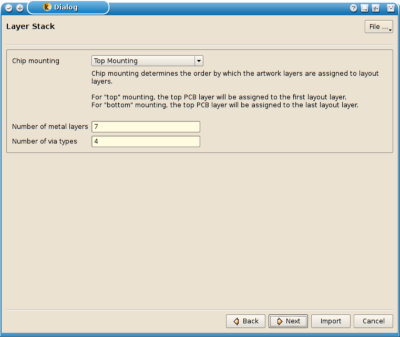 Dialog
Layer Stack
File ...
Chip mounting
Top Mounting
Chip mounting determines the order by which the artwork layers are assigned to layout
layers.
For "top" mounting, the top PCB layer will be assigned to the first layout layer.
For "bottom" mounting, the top PCB layer will be assigned to the last layout layer.
Number of metal layers 7
Number of via types 4
Back Next Import Cancel